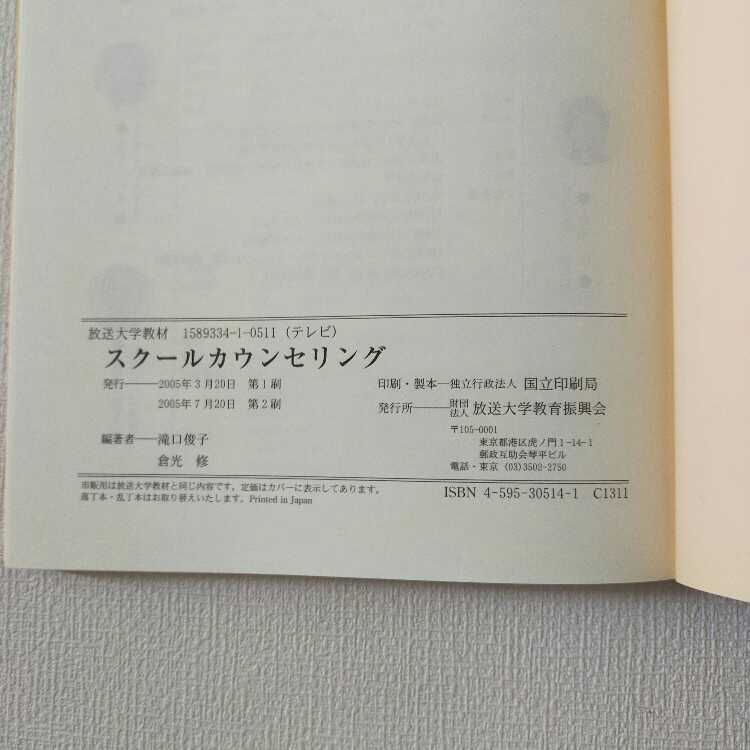 放送大学教材 1589334-1-0511（テレビ）
スクールカウンセリング
発行――2005年3月20日 第1刷
2005年7月20日 第2刷
編著者――滝口俊子
倉光 修
印刷・製本―独立行政法人 国立印刷局
発行所――財団法人 放送大学教育振興会
〒105-0001
東京都港区虎ノ門1-14-1
郵政互助会琴平ビル
電話・東京 (03)3502-2750
市販用は放送大学教材と同じ内容です。定価はカバーに表示してあります。
落丁本・乱丁本はお取り替えいたします。Printed in Japan
ISBN 4-595-30514-1 C1311